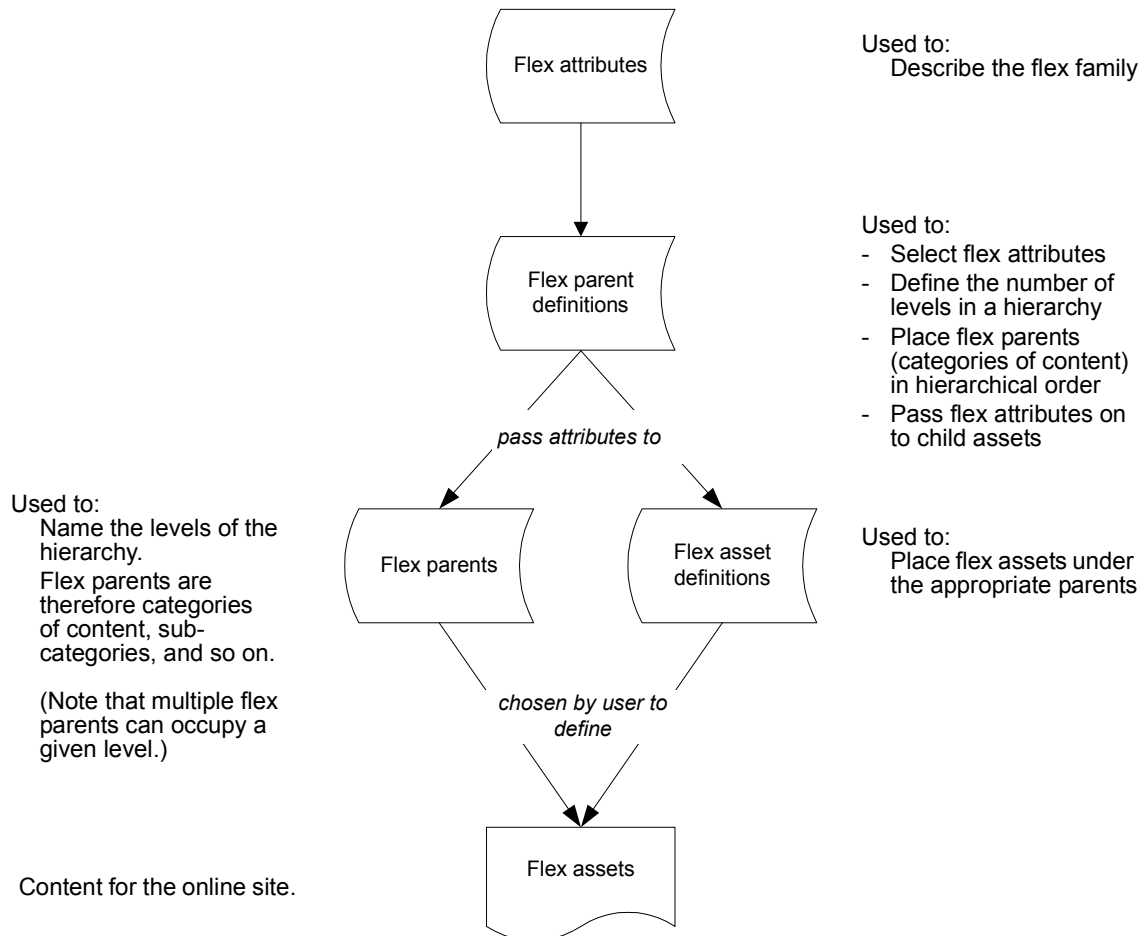 Flex attributes
Used to:
Describe the flex family
Flex parent
definitions
Used to:
- Select flex attributes
- Define the number of
levels in a hierarchy
- Place flex parents
(categories of content)
in hierarchical order
- Pass flex attributes on
to child assets
pass attributes to
Used to:
Name the levels of the
hierarchy.
Flex parents are
therefore categories
of content, sub-
categories, and so on.
(Note that multiple flex
parents can occupy a
given level.)
Flex parents
Flex asset
definitions
Used to:
Place flex assets under
the appropriate parents
chosen by user to
define
Flex assets
Content for the online site.